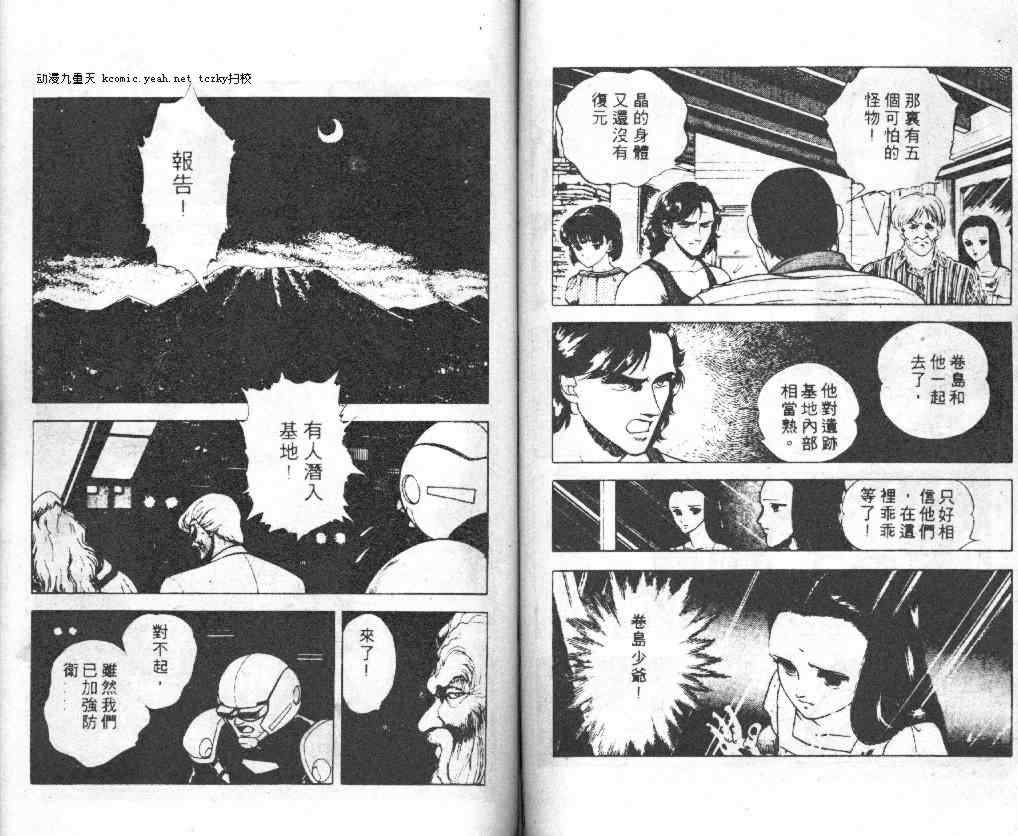 那裏有五
個可怕的
怪物！
晶的身體
又還沒有
復元
卷島和
他一起
去了，
他對遺跡
基地內部
相當熟。
只好相
信他們
，在這
裡乖乖
等了！
卷島少爺！
动漫九重天 kcomic.yeah.net tczky扫校
報告！
有人潛入
基地！
來了！
對不起，
雖然我們
已加強防
衛……